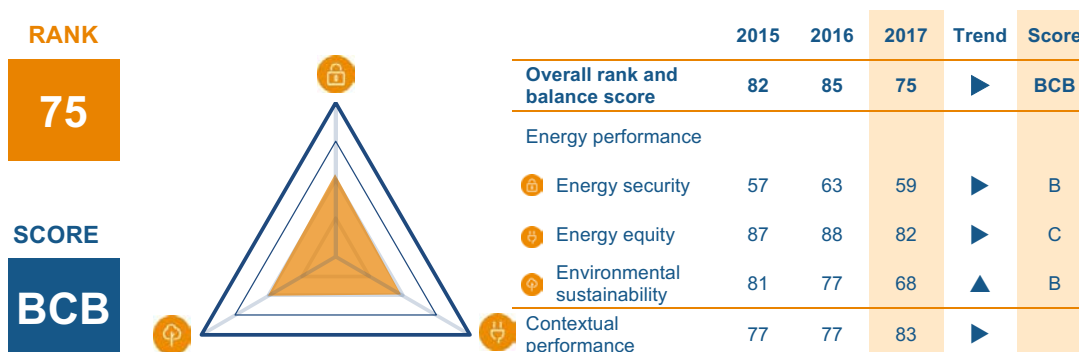 RANK
75
SCORE
BCB
2015 2016 2017 Trend Score
Overall rank and
balance score 82 85 75 BCB
Energy performance
Energy security 57 63 59 B
Energy equity 87 88 82 C
Environmental
sustainability 81 77 68 B
Contextual
performance 77 77 83